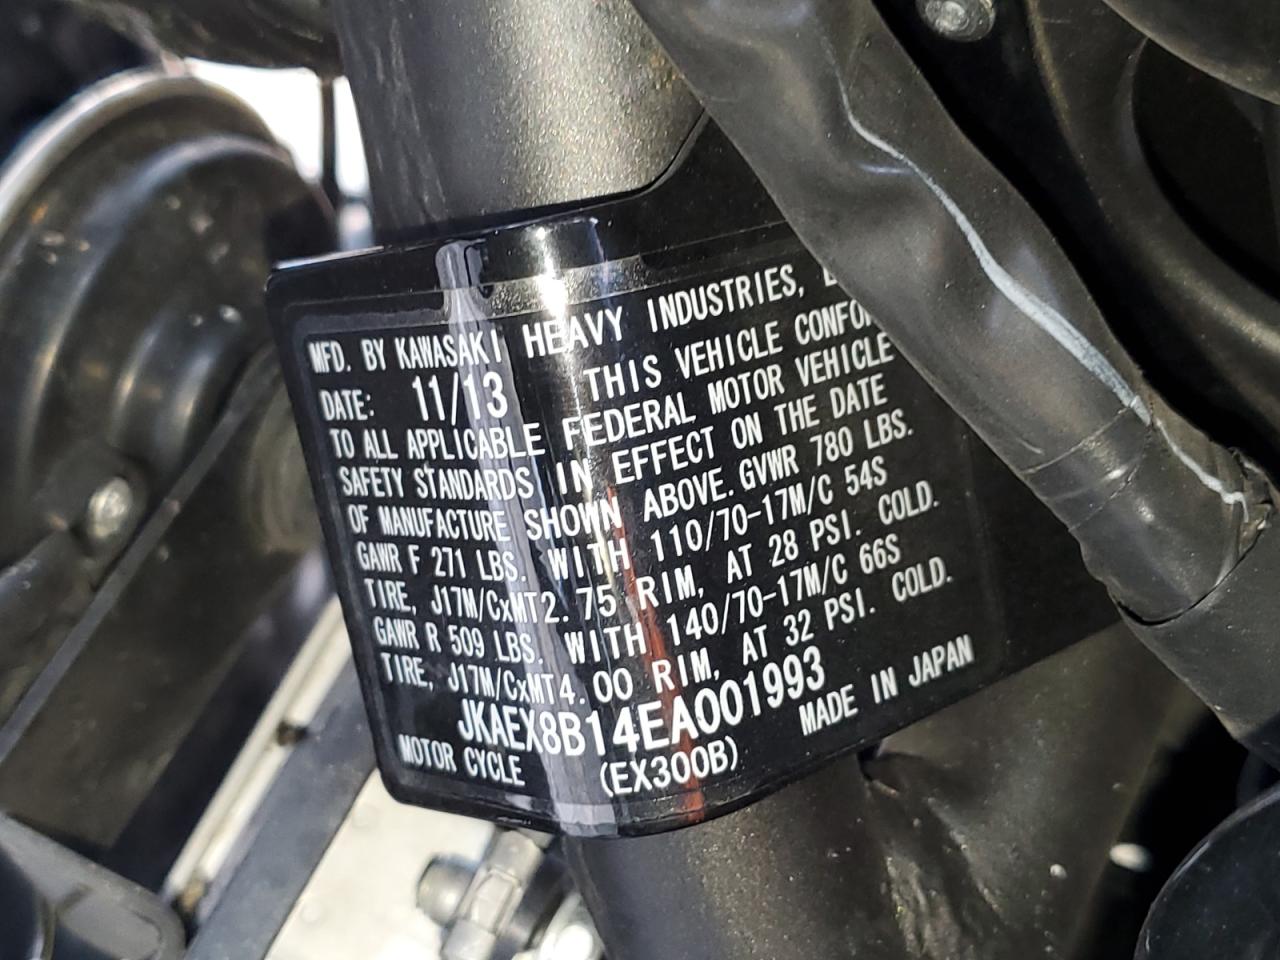 MFD. BY KAWASAKI HEAVY INDUSTRIES,
DATE: 11/13 THIS VEHICLE
TO ALL APPLICABLE FEDERAL MOTOR VEHICLE
SAFETY STANDARDS IN EFFECT ON THE DATE
OF MANUFACTURE SHOWN ABOVE. GVWR 780 LBS.
GAWR F 271 LBS. WITH 110/70-17M/C 54S
TIRE, J17M/CxMT2.75 RIM, AT 28 PSI. COLD.
GAWR R 509 LBS. WITH 140/70-17M/C 66S
TIRE, J17M/CxMT4.00 RIM, AT 32 PSI. COLD.
JKAEX8B14EA001993
MOTOR CYCLE (EX300B) MADE IN JAPAN